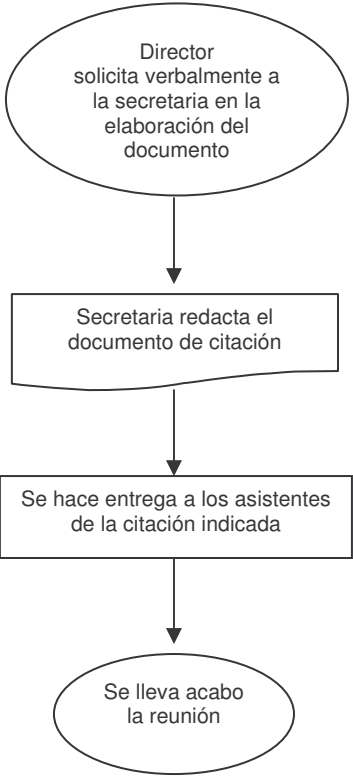 Director
solicita verbalmente a
la secretaria en la
elaboración del
documento
Secretaria redacta el
documento de citación
Se hace entrega a los asistentes
de la citación indicada
Se lleva acabo
la reunión